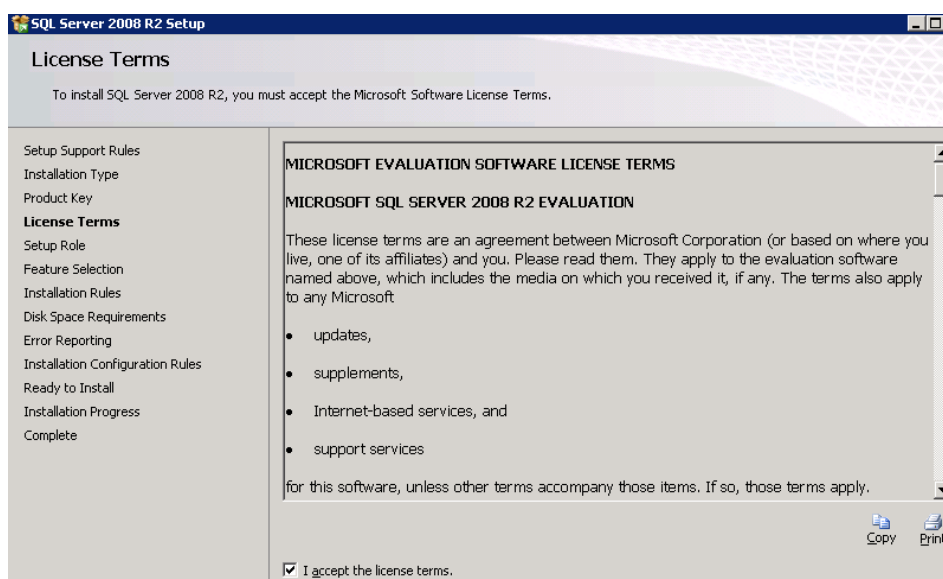 SQL Server 2008 R2 Setup
License Terms
To install SQL Server 2008 R2, you must accept the Microsoft Software License Terms.
Setup Support Rules
Installation Type
Product Key
License Terms
Setup Role
Feature Selection
Installation Rules
Disk Space Requirements
Error Reporting
Installation Configuration Rules
Ready to Install
Installation Progress
Complete
MICROSOFT EVALUATION SOFTWARE LICENSE TERMS
MICROSOFT SQL SERVER 2008 R2 EVALUATION
These license terms are an agreement between Microsoft Corporation (or based on where you
live, one of its affiliates) and you. Please read them. They apply to the evaluation software
named above, which includes the media on which you received it, if any. The terms also apply
to any Microsoft
• updates,
• supplements,
• Internet-based services, and
• support services
for this software, unless other terms accompany those items. If so, those terms apply.
Copy
Print
I accept the license terms.